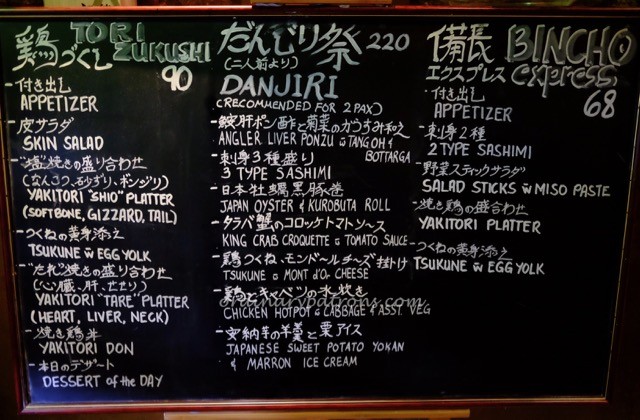 鶏づくし TORI ZUKUSHI 90
- 付き出し
APPETIZER
- 皮サラダ
SKIN SALAD
- "塩"焼きの盛り合わせ
(なんこつ、砂ずり、ボンジリ)
YAKITORI "SHIO" PLATTER
(SOFTBONE, GIZZARD, TAIL)
- つくねの黄身添え
TSUKUNE w EGG YOLK
- "たれ"焼きの盛り合わせ
(心臓、肝、せせり)
YAKITORI "TARE" PLATTER
(HEART, LIVER, NECK)
- 焼き鶏丼
YAKITORI DON
- 本日のデザート
DESSERT of the DAY
だんじり祭 220
(二人前より)
DANJIRI
(RECOMMENDED FOR 2 PAX)
- 鮟肝ポン酢と菊菜のからすみ和え
ANGLER LIVER PONZU w TANG OH & BOTTARGA
- 刺身3種盛り
3 TYPE SASHIMI
- 日本牡蠣黒豚巻
JAPAN OYSTER & KUROBUTA ROLL
- タラバ蟹のコロッケトマトソース
KING CRAB CROQUETTE w TOMATO SAUCE
- 鶏つくね、モンドールチーズ掛け
TSUKUNE w MONT d'Or CHEESE
- 鶏とキャベツの水炊き
CHICKEN HOTPOT w CABBAGE & ASST. VEG
- 安納芋の羊羹と栗アイス
JAPANESE SWEET POTATO YOKAN
& MARRON ICE CREAM
備長 BINCHO
エクスプレス express 68
- 付き出し
APPETIZER
- 刺身2種
2 TYPE SASHIMI
- 野菜スティックサラダ
SALAD STICKS w MISO PASTE
- 焼き鶏の盛合わせ
YAKITORI PLATTER
- つくねの黄身添え
TSUKUNE w EGG YOLK
ordinarypatrons.com